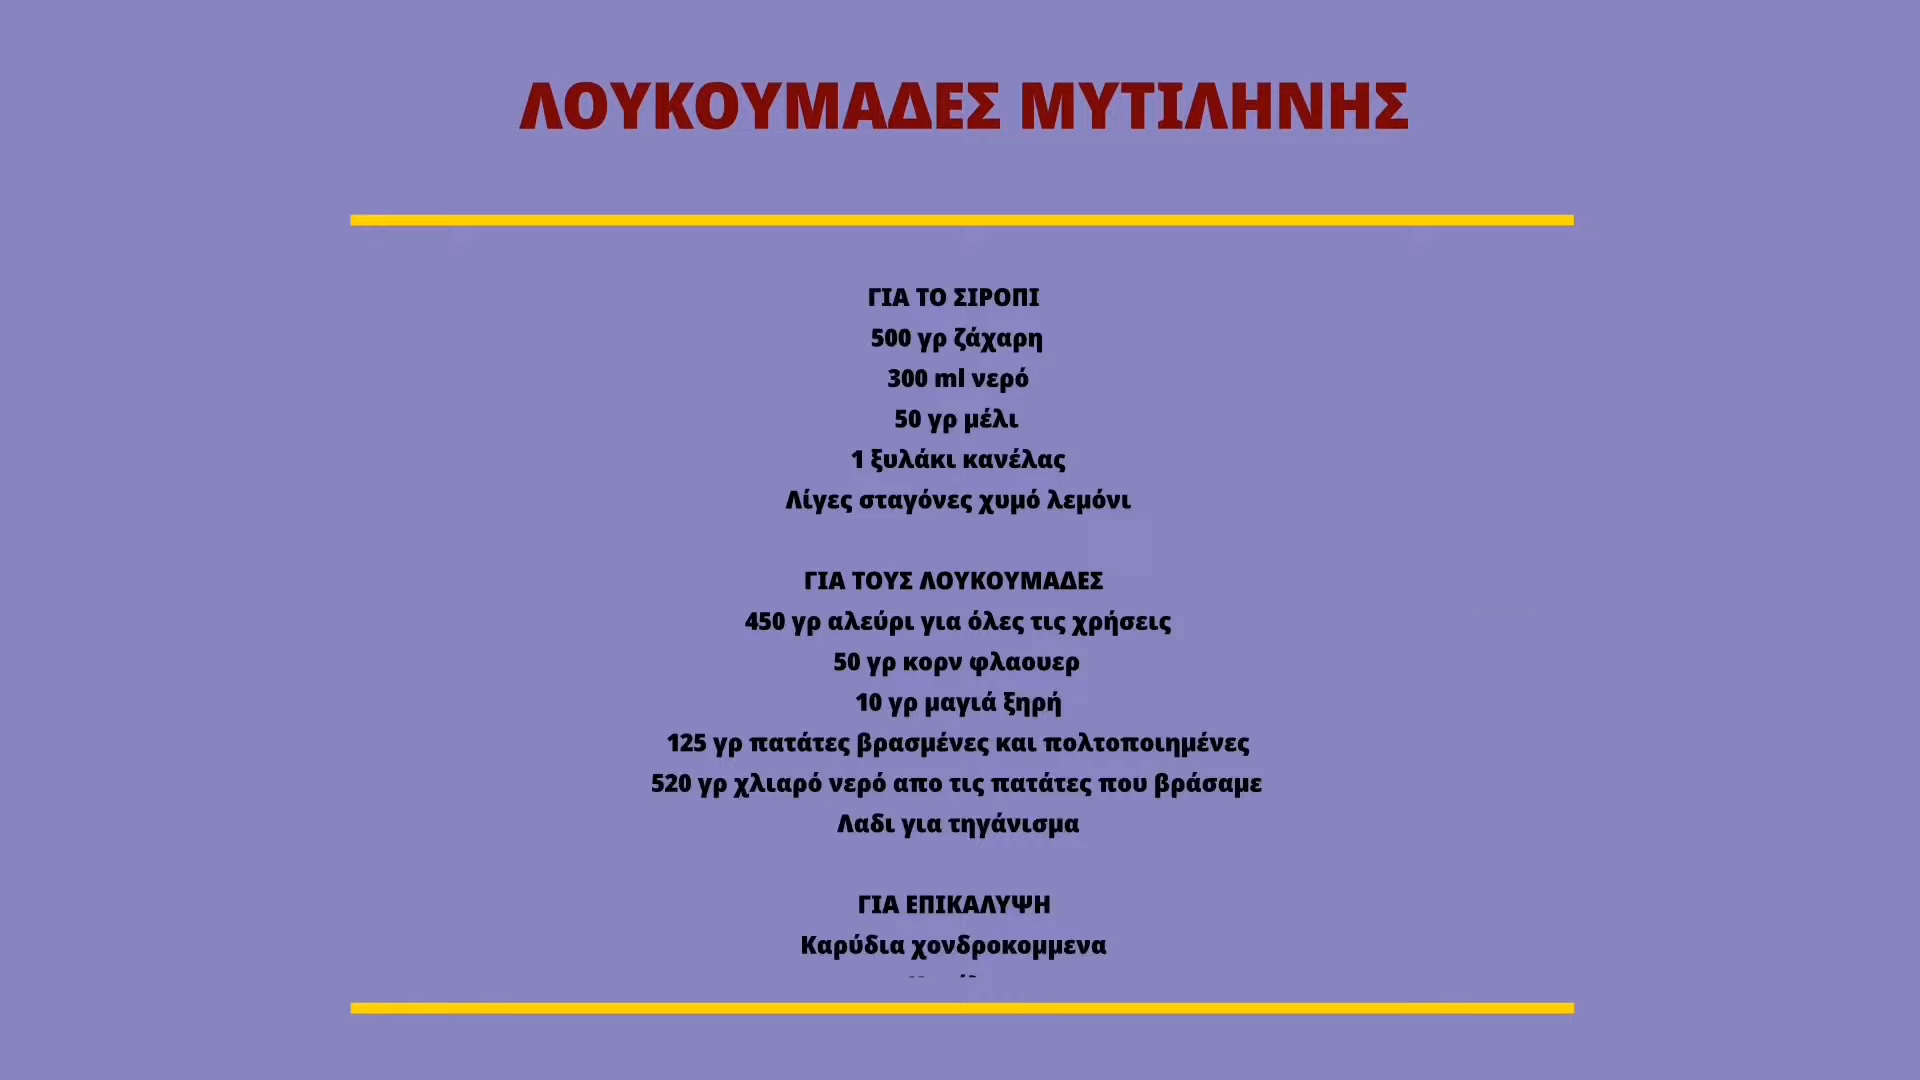 ΛΟΥΚΟΥΜΑΔΕΣ ΜΥΤΙΛΗΝΗΣ
ΓΙΑ ΤΟ ΣΙΡΟΠΙ
500 γρ ζάχαρη
300 ml νερό
50 γρ μέλι
1 ξυλάκι κανέλας
Λίγες σταγόνες χυμό λεμόνι
ΓΙΑ ΤΟΥΣ ΛΟΥΚΟΥΜΑΔΕΣ
450 γρ αλεύρι για όλες τις χρήσεις
50 γρ κορν φλαουερ
10 γρ μαγιά ξηρή
125 γρ πατάτες βρασμένες και πολτοποιημένες
520 γρ χλιαρό νερό απο τις πατάτες που βράσαμε
Λαδι για τηγάνισμα
ΓΙΑ ΕΠΙΚΑΛΥΨΗ
Καρύδια χονδροκομμενα